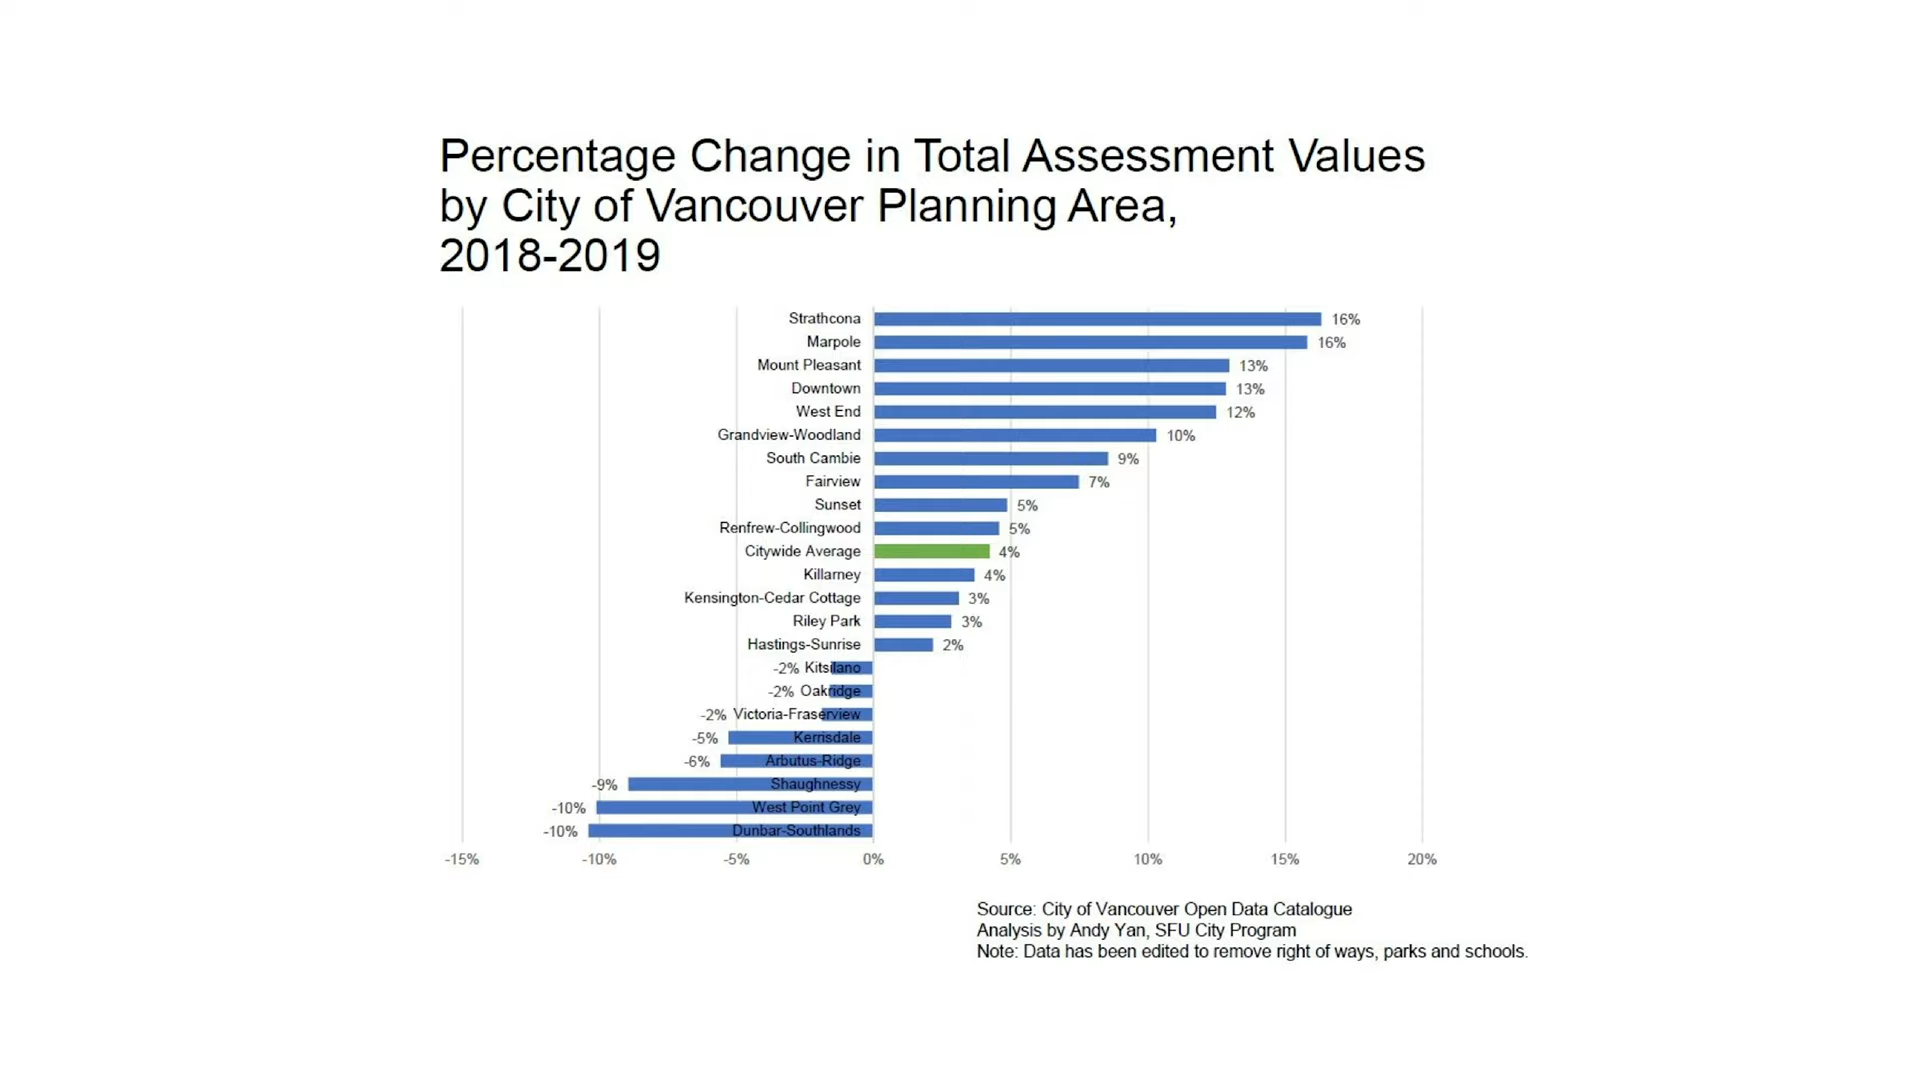 Percentage Change in Total Assessment Values
by City of Vancouver Planning Area,
2018-2019
Strathcona 16%
Marpole 16%
Mount Pleasant 13%
Downtown 13%
West End 12%
Grandview-Woodland 10%
South Cambie 9%
Fairview 7%
Sunset 5%
Renfrew-Collingwood 5%
Citywide Average 4%
Killarney 4%
Kensington-Cedar Cottage 3%
Riley Park 3%
Hastings-Sunrise 2%
-2% Kitsilano
-2% Oakridge
-2% Victoria-Fraserview
-5% Kerrisdale
-6% Arbutus-Ridge
-9% Shaughnessy
-10% West Point Grey
-10% Dunbar-Southlands
-15% -10% -5% 0% 5% 10% 15% 20%
Source: City of Vancouver Open Data Catalogue
Analysis by Andy Yan, SFU City Program
Note: Data has been edited to remove right of ways, parks and schools.